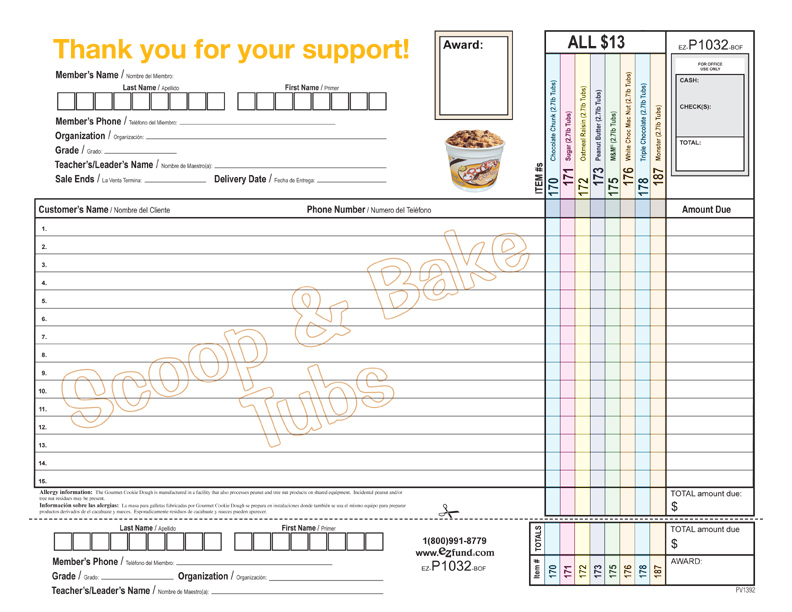 Thank you for your support!
Member's Name / Nombre del Miembro:
Last Name / Apellido
First Name / Primer
Member's Phone / Teléfono del Miembro:
Organization / Organización:
Grade / Grado:
Teacher's/Leader's Name / Nombre de Maestro(a):
Sale Ends / La Venta Termina:
Delivery Date / Fecha de Entrega:
Award:
ALL $13
EZ-P1032-BOF
FOR OFFICE
USE ONLY
CASH:
CHECK(S):
TOTAL:
ITEM #s
170 Chocolate Chunk (2.7lb Tubs)
171 Sugar (2.7lb Tubs)
172 Oatmeal Raisin (2.7lb Tubs)
173 Peanut Butter (2.7lb Tubs)
175 M&M® (2.7lb Tubs)
176 White Choc Mac Nut (2.7lb Tubs)
178 Triple Chocolate (2.7lb Tubs)
187 Monster (2.7lb Tubs)
Customer's Name / Nombre del Cliente
Phone Number / Numero del Teléfono
Amount Due
1.
2.
3.
4.
5.
6.
7.
8.
9.
10.
11.
12.
13.
14.
15.
Scoop & Bake
Tubs
Allergy information: The Gourmet Cookie Dough is manufactured in a facility that also processes peanut and tree nut products on shared equipment. Incidental peanut and/or
tree nut residues may be present.
Información sobre las alergias: La masa para galletas fabricadas por Gourmet Cookie Dough se prepara en instalaciones donde también se usa el mismo equipo para preparar
productos derivados de el cacahuate y nueces. Esporadicamente residuos de cacahuate y nueces pueden aparecer.
TOTAL amount due:
$
Last Name / Apellido
First Name / Primer
Member's Phone / Teléfono del Miembro:
Grade / Grado:
Organization / Organización:
Teacher's/Leader's Name / Nombre de Maestro(a):
1(800)991-8779
www.ezfund.com
EZ-P1032-BOF
TOTALS
Item #
170
171
172
173
175
176
178
187
TOTAL amount due
$
AWARD:
PV1392